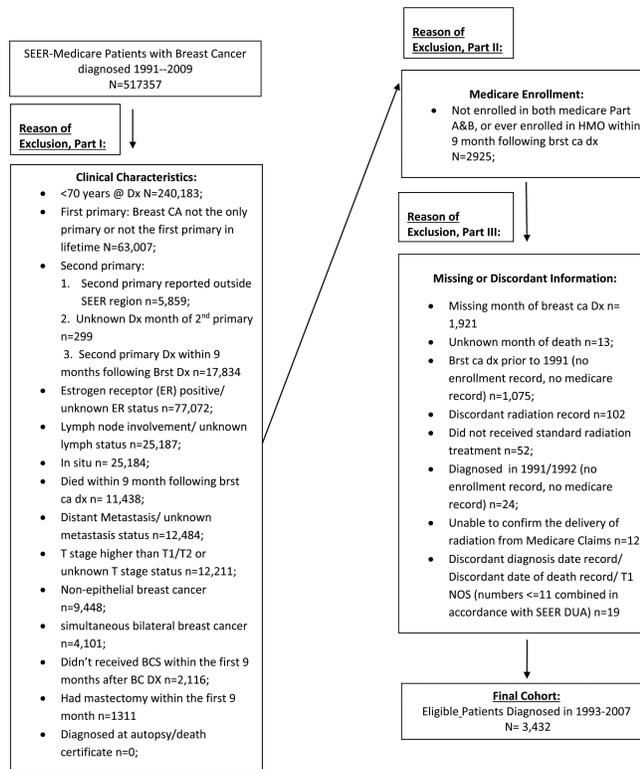 SEER-Medicare Patients with Breast Cancer
diagnosed 1991--2009
N=517357
Reason of
Exclusion, Part I:
Clinical Characteristics:
• <70 years @ Dx N=240,183;
• First primary: Breast CA not the only
primary or not the first primary in
lifetime N=63,007;
• Second primary:
1. Second primary reported outside
SEER region n=5,859;
2. Unknown Dx month of 2nd primary
n=299
3. Second primary Dx within 9
months following Brst Dx n=17,834
• Estrogen receptor (ER) positive/
unknown ER status n=77,072;
• Lymph node involvement/ unknown
lymph status n=25,187;
• In situ n= 25,184;
• Died within 9 month following brst
ca dx n= 11,438;
• Distant Metastasis/ unknown
metastasis status n=12,484;
• T stage higher than T1/T2 or
unknown T stage status n=12,211;
• Non-epithelial breast cancer
n=9,448;
• simultaneous bilateral breast cancer
n=4,101;
• Didn't received BCS within the first 9
months after BC DX n=2,116;
• Had mastectomy within the first 9
month n=1311
• Diagnosed at autopsy/death
certificate n=0;
Reason of
Exclusion, Part II:
Medicare Enrollment:
• Not enrolled in both medicare Part
A&B, or ever enrolled in HMO within
9 month following brst ca dx
N=2925;
Reason of
Exclusion, Part III:
Missing or Discordant Information:
• Missing month of breast ca Dx n=
1,921
• Unknown month of death n=13;
• Brst ca dx prior to 1991 (no
enrollment record, no medicare
record) n=1,075;
• Discordant radiation record n=102
• Did not received standard radiation
treatment n=52;
• Diagnosed in 1991/1992 (no
enrollment record, no medicare
record) n=24;
• Unable to confirm the delivery of
radiation from Medicare Claims n=12
• Discordant diagnosis date record/
Discordant date of death record/ T1
NOS (numbers <=11 combined in
accordance with SEER DUA) n=19
Final Cohort:
Eligible Patients Diagnosed in 1993-2007
N= 3,432